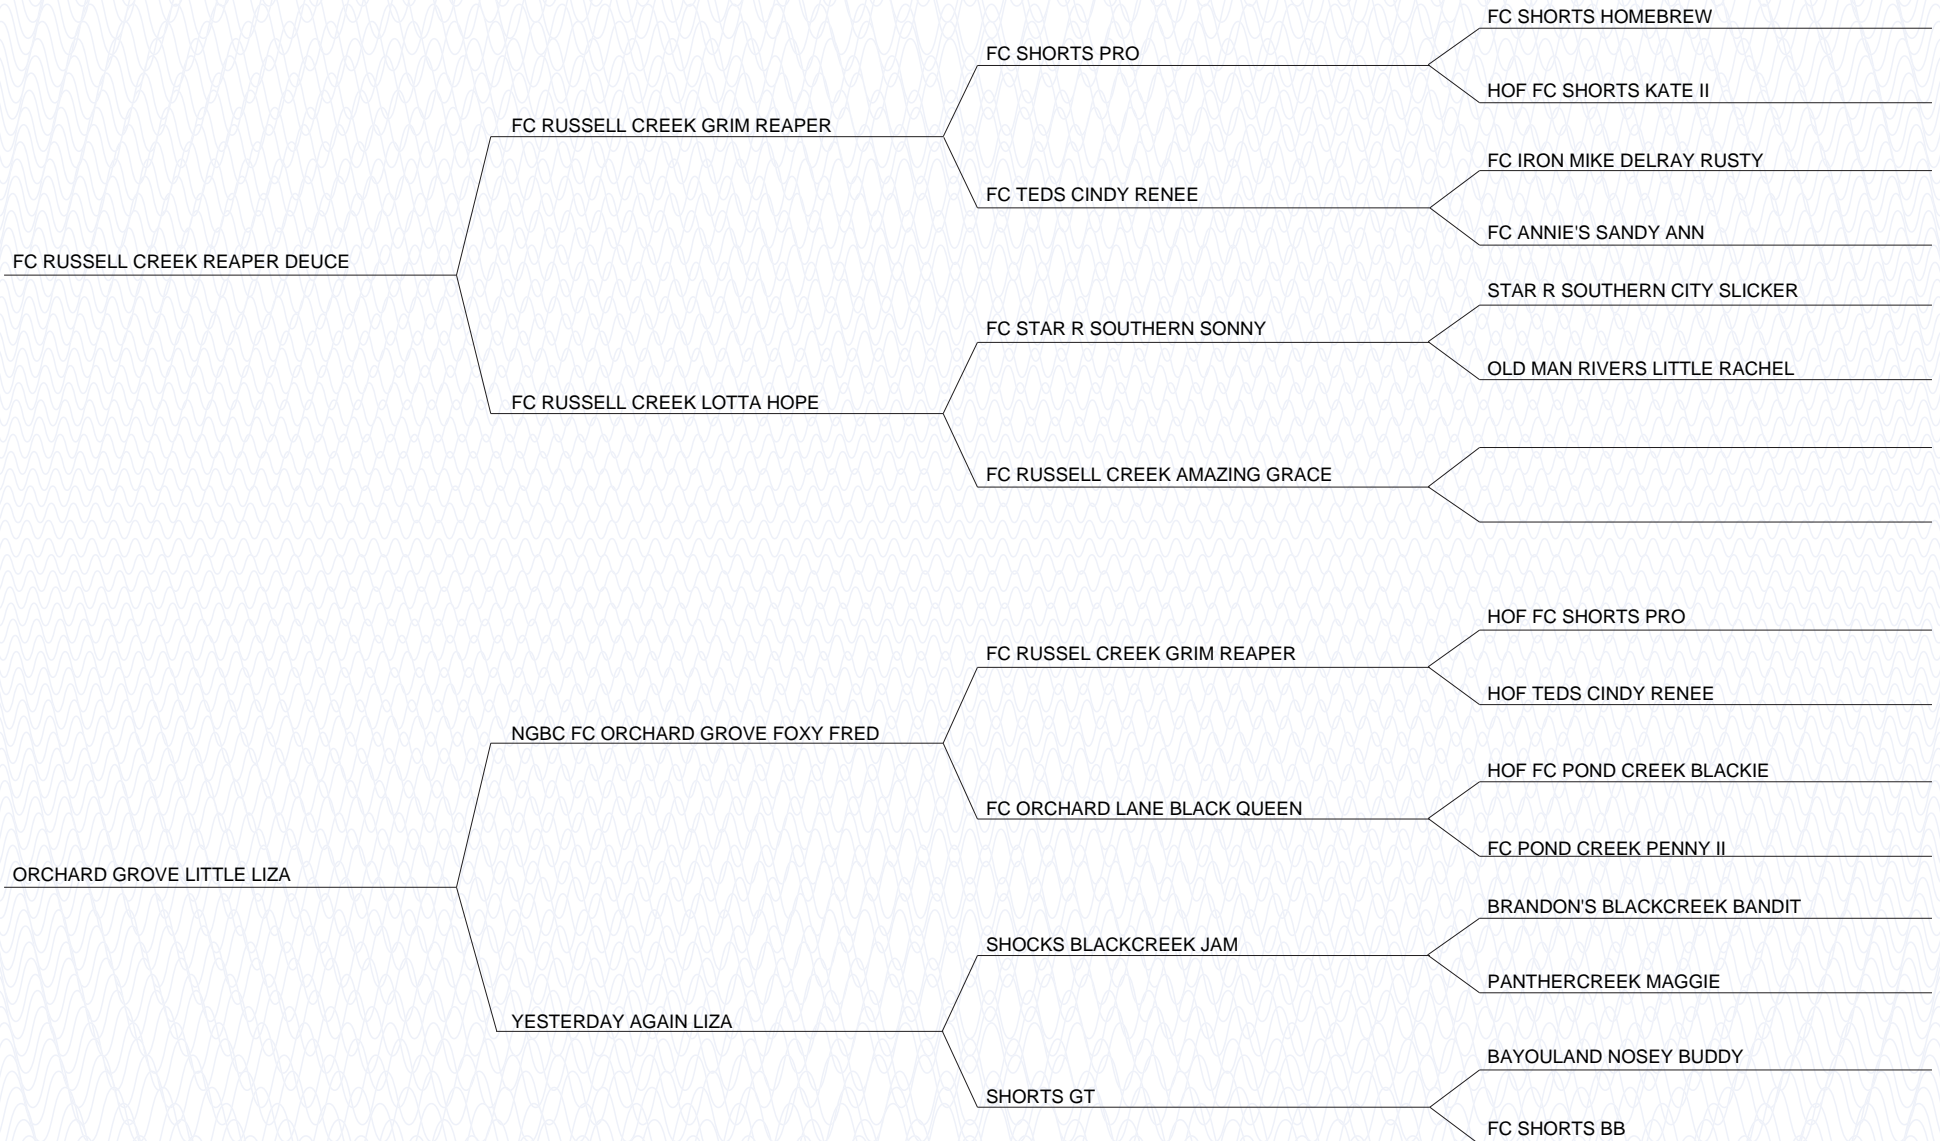 FC SHORTS HOMEBREW
FC SHORTS PRO
HOF FC SHORTS KATE II
FC RUSSELL CREEK GRIM REAPER
FC IRON MIKE DELRAY RUSTY
FC TEDS CINDY RENEE
FC ANNIE'S SANDY ANN
FC RUSSELL CREEK REAPER DEUCE
STAR R SOUTHERN CITY SLICKER
FC STAR R SOUTHERN SONNY
OLD MAN RIVERS LITTLE RACHEL
FC RUSSELL CREEK LOTTA HOPE
FC RUSSELL CREEK AMAZING GRACE
HOF FC SHORTS PRO
FC RUSSEL CREEK GRIM REAPER
HOF TEDS CINDY RENEE
NGBC FC ORCHARD GROVE FOXY FRED
HOF FC POND CREEK BLACKIE
FC ORCHARD LANE BLACK QUEEN
FC POND CREEK PENNY II
ORCHARD GROVE LITTLE LIZA
BRANDON'S BLACKCREEK BANDIT
SHOCKS BLACKCREEK JAM
PANTHERCREEK MAGGIE
YESTERDAY AGAIN LIZA
BAYOULAND NOSEY BUDDY
SHORTS GT
FC SHORTS BB